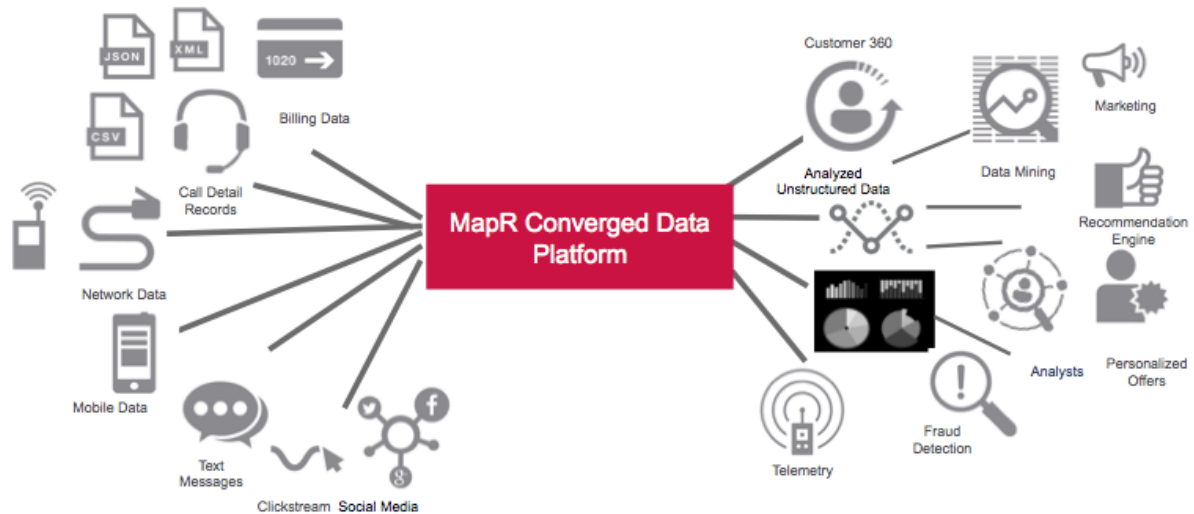 JSON
XML
1020
CSV
Billing Data
Call Detail
Records
Network Data
Mobile Data
Text
Messages
Clickstream
Social Media
MapR Converged Data
Platform
Customer 360
Marketing
Analyzed
Unstructured Data
Data Mining
Recommendation
Engine
Analysts
Personalized
Offers
Fraud
Detection
Telemetry